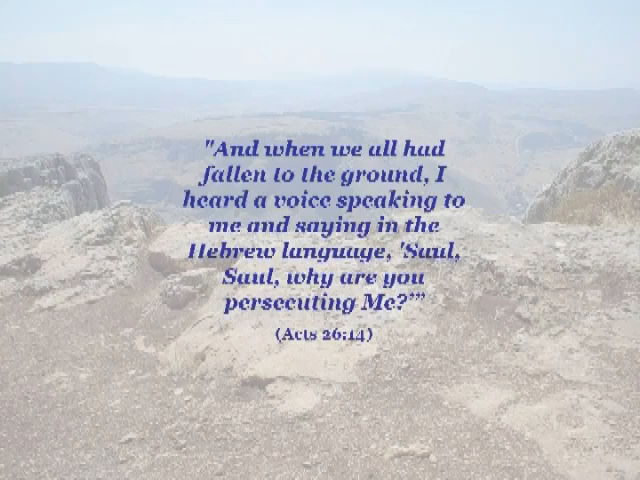 "And when we all had
fallen to the ground, I
heard a voice speaking to
me and saying in the
Hebrew language, 'Saul,
Saul, why are you
persecuting Me?'"
(Acts 26:14)